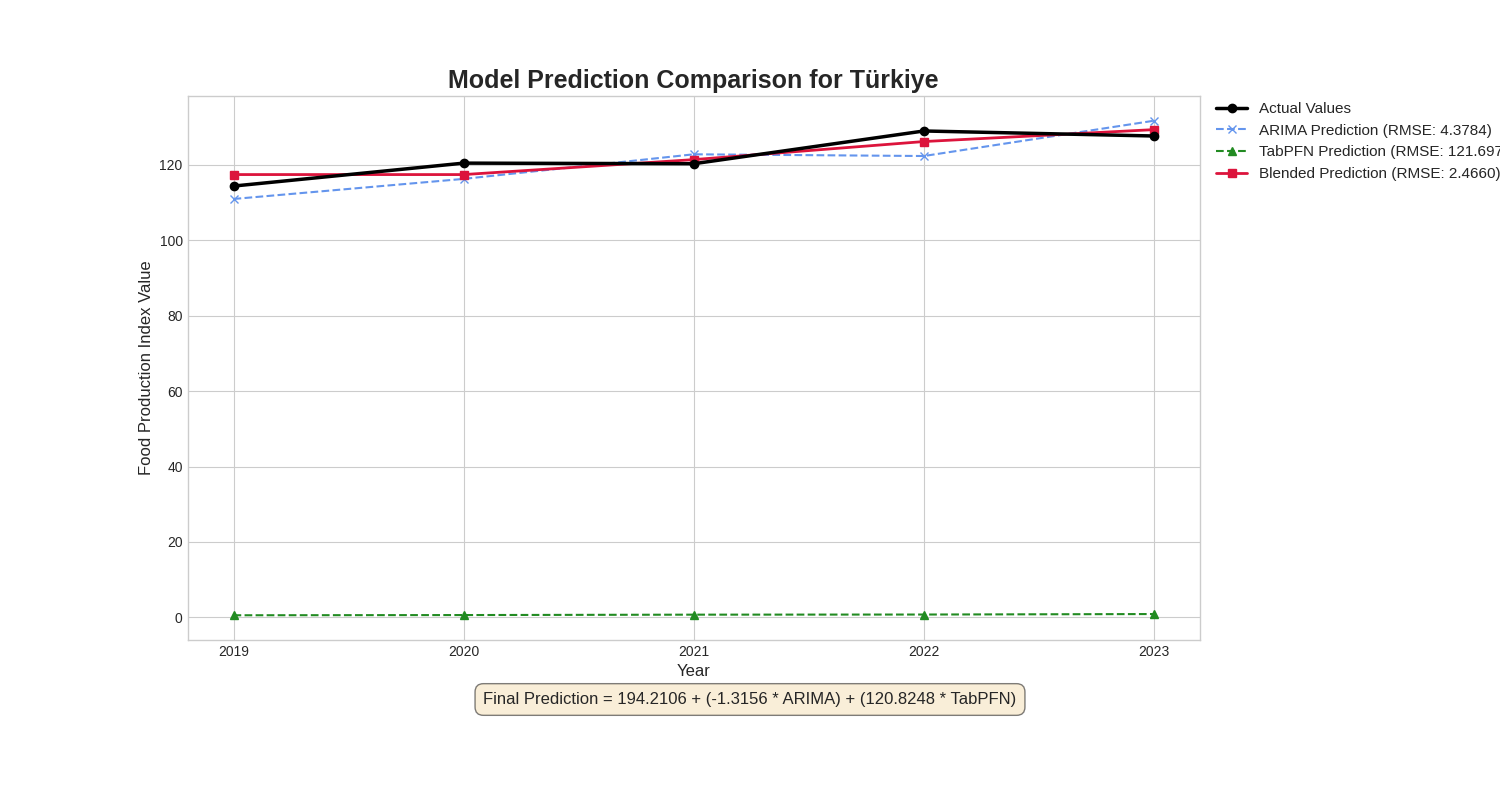 Model Prediction Comparison for Türkiye
Actual Values
ARIMA Prediction (RMSE: 4.3784)
TabPFN Prediction (RMSE: 121.697
Blended Prediction (RMSE: 2.4660)
Food Production Index Value
120
100
80
60
40
20
0
2019 2020 2021 2022 2023
Year
Final Prediction = 194.2106 + (-1.3156 * ARIMA) + (120.8248 * TabPFN)